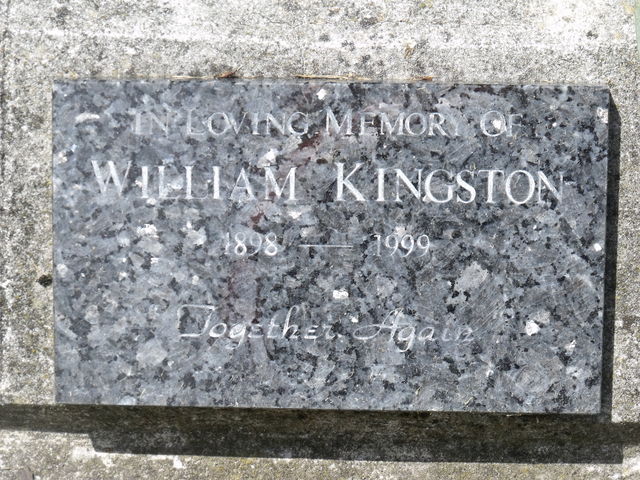 IN LOVING MEMORY OF
WILLIAM KINGSTON
1898 — 1999
Together Again